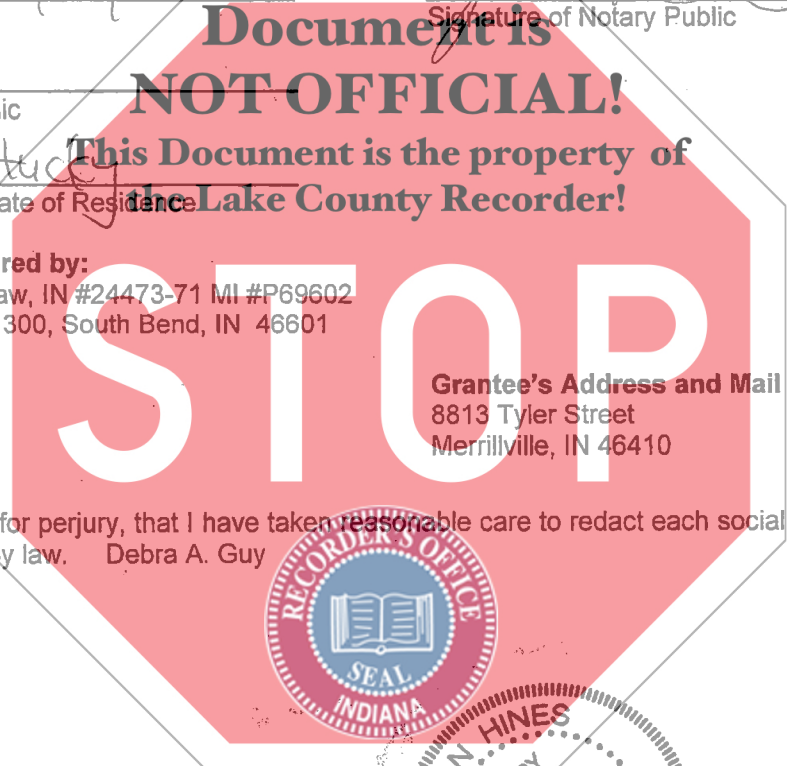 Signature of Notary Public
Document is
NOT OFFICIAL!
ic
This Document is the property of
tucky
ate of Residence
the Lake County Recorder!
red by:
aw, IN #24473-71 MI #P69602
300, South Bend, IN 46601
STOP
Grantee's Address and Mail
8813 Tyler Street
Merrillville, IN 46410
for perjury, that I have taken reasonable care to redact each social
y law. Debra A. Guy
RECORDER'S OFFICE
SEAL
INDIANA
N HINES